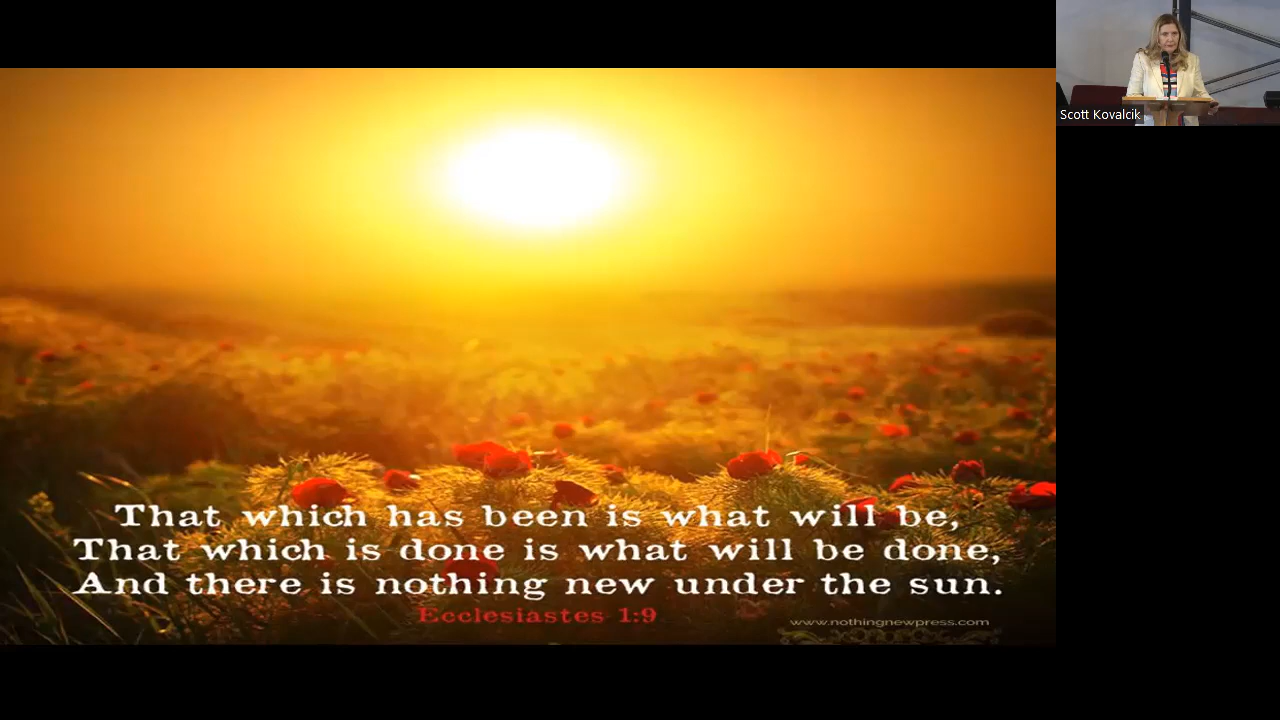 Scott Kovalcik
That which has been is what will be,
That which is done is what will be done,
And there is nothing new under the sun.
Ecclesiastes 1:9
www.nothingnewpress.com